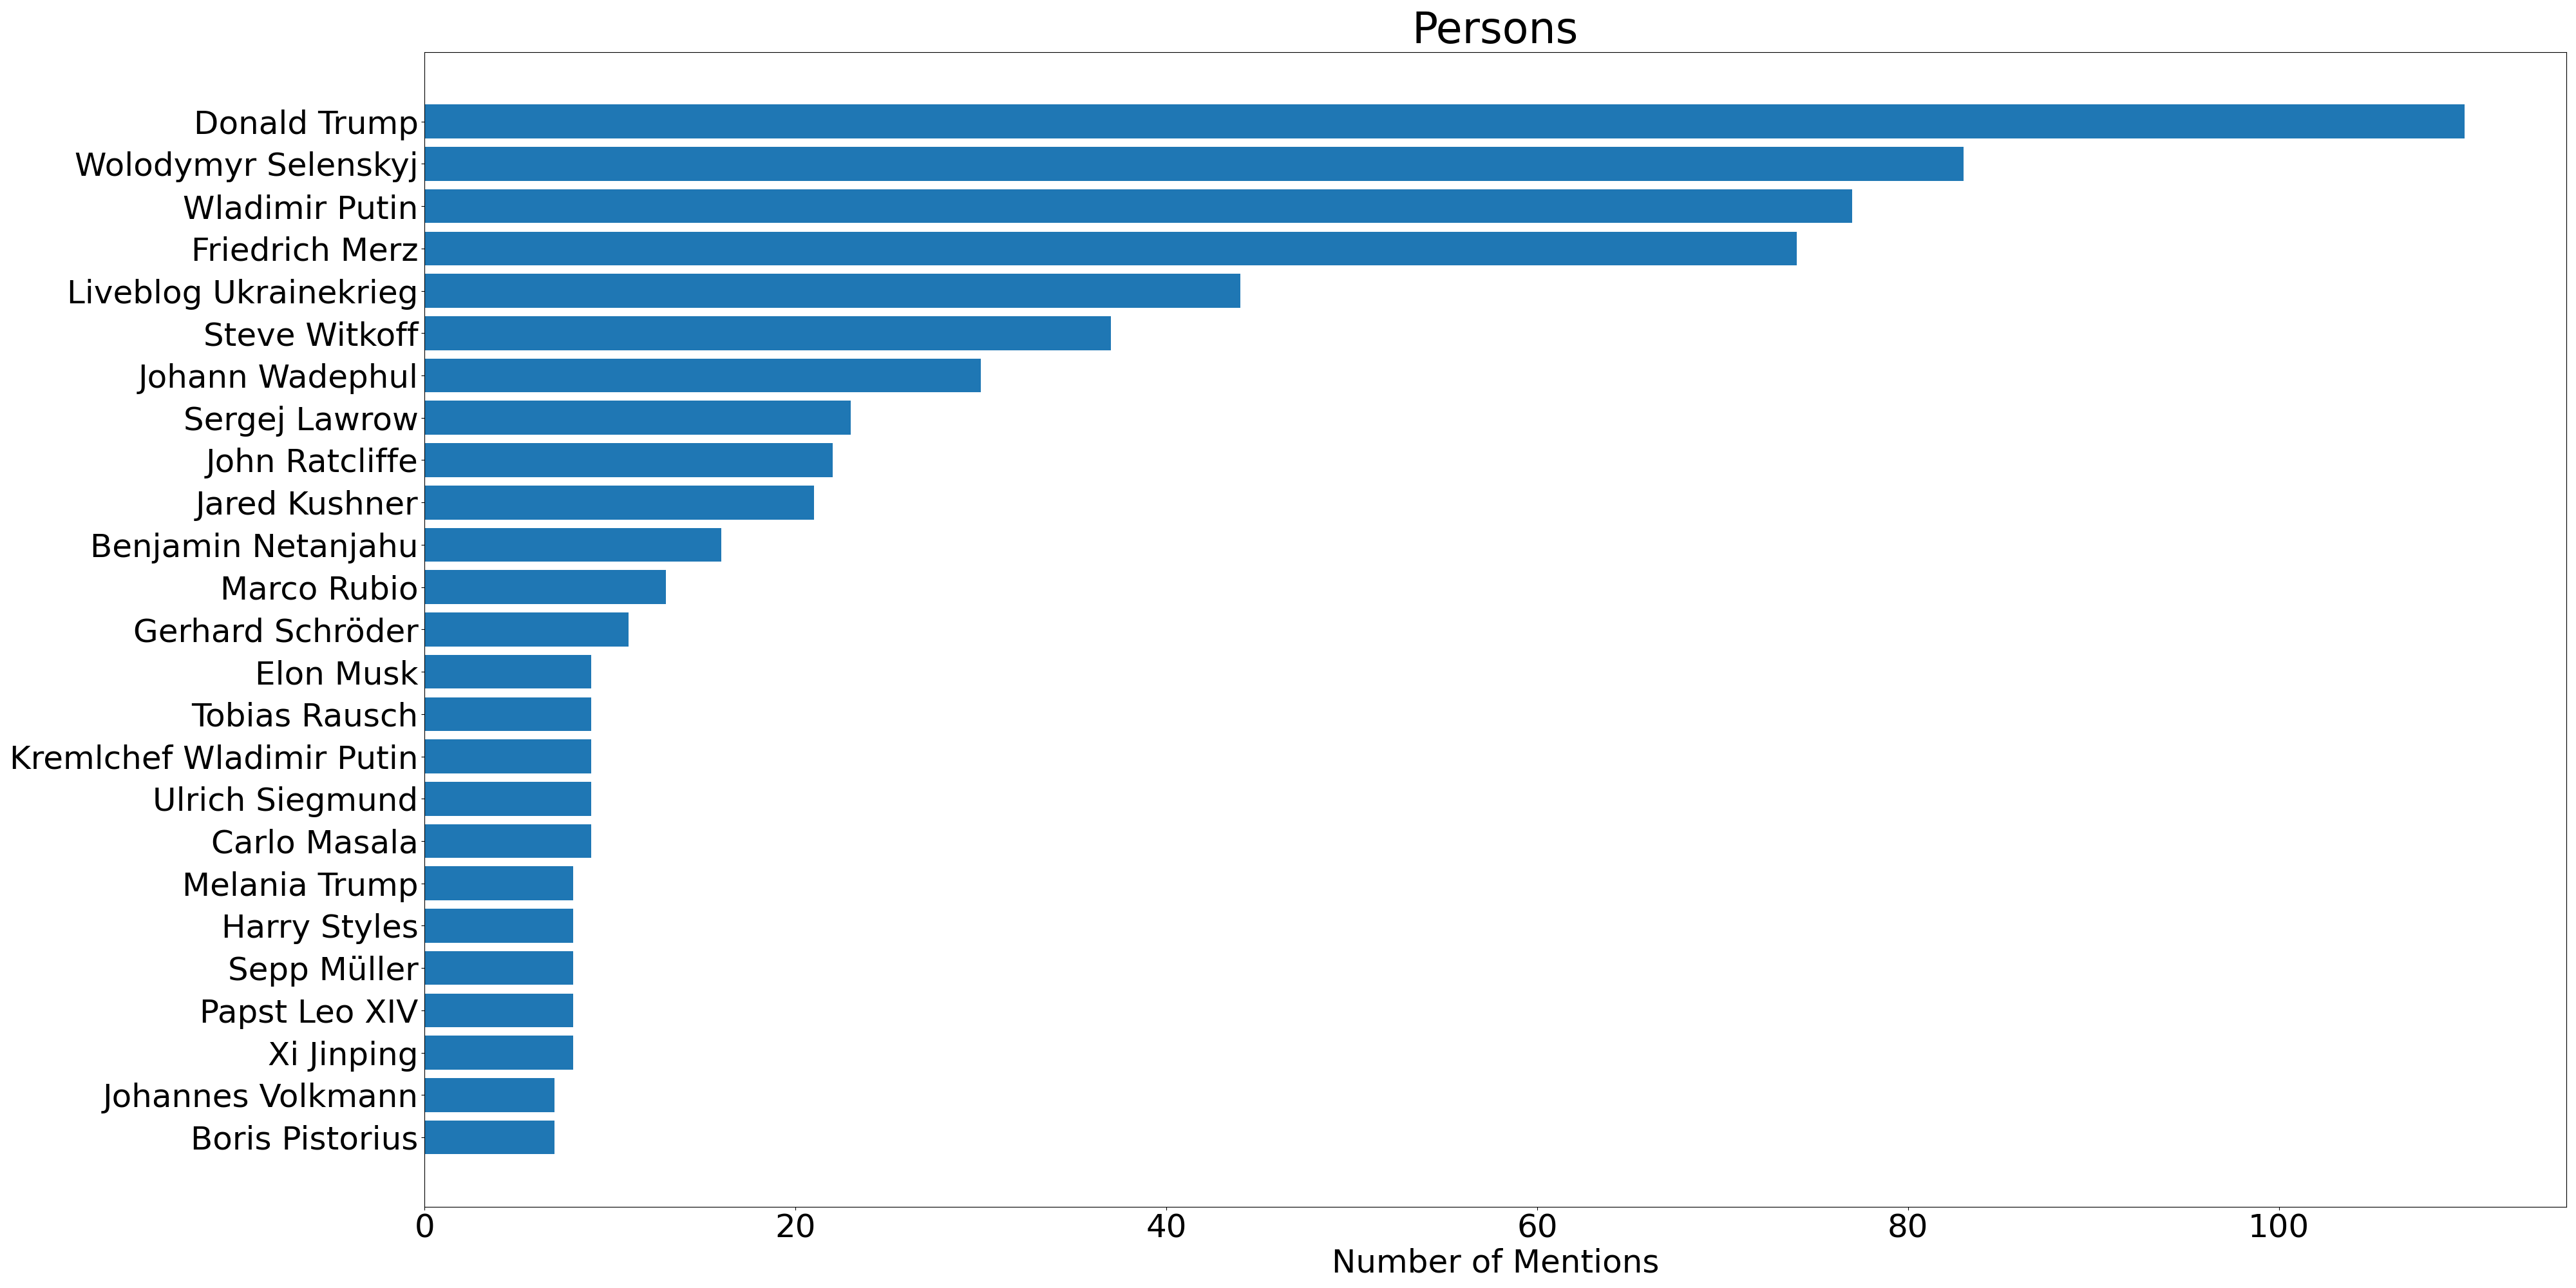 Persons
Donald Trump
Wolodymyr Selenskyj
Wladimir Putin
Friedrich Merz
Liveblog Ukrainekrieg
Steve Witkoff
Johann Wadephul
Sergej Lawrow
John Ratcliffe
Jared Kushner
Benjamin Netanjahu
Marco Rubio
Gerhard Schröder
Elon Musk
Tobias Rausch
Kremlchef Wladimir Putin
Ulrich Siegmund
Carlo Masala
Melania Trump
Harry Styles
Sepp Müller
Papst Leo XIV
Xi Jinping
Johannes Volkmann
Boris Pistorius
0 20 40 60 80 100
Number of Mentions